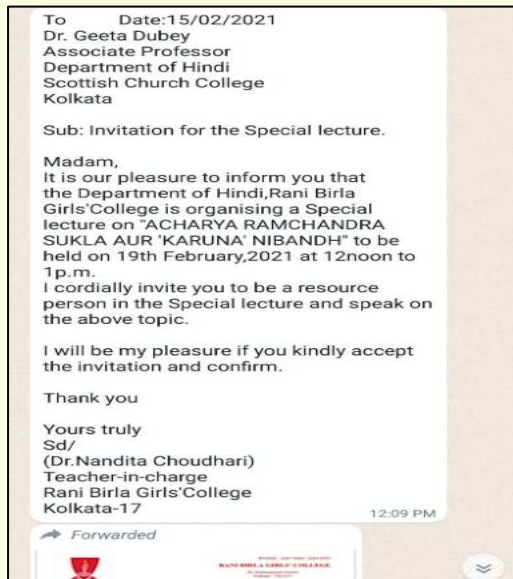 To Date:15/02/2021
Dr. Geeta Dubey
Associate Professor
Department of Hindi
Scottish Church College
Kolkata
Sub: Invitation for the Special lecture.
Madam,
It is our pleasure to inform you that
the Department of Hindi,Rani Birla
Girls'College is organising a Special
lecture on "ACHARYA RAMCHANDRA
SUKLA AUR 'KARUNA' NIBANDH" to be
held on 19th February,2021 at 12noon to
1p.m.
I cordially invite you to be a resource
person in the Special lecture and speak on
the above topic.
I will be my pleasure if you kindly accept
the invitation and confirm.
Thank you
Yours truly
Sd/
(Dr.Nandita Choudhari)
Teacher-in-charge
Rani Birla Girls'College
Kolkata-17
12:09 PM
Forwarded
RANI BIRLA GIRLS' COLLEGE